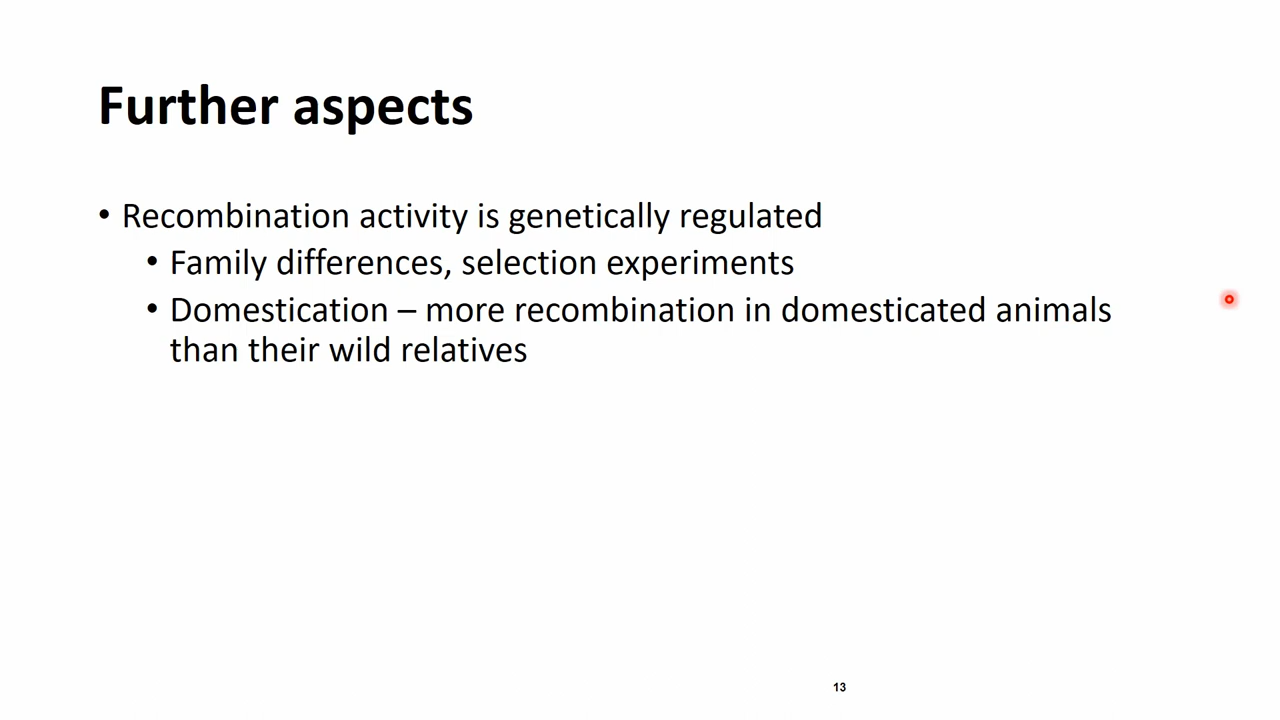 Further aspects
• Recombination activity is genetically regulated
• Family differences, selection experiments
• Domestication – more recombination in domesticated animals
than their wild relatives
13